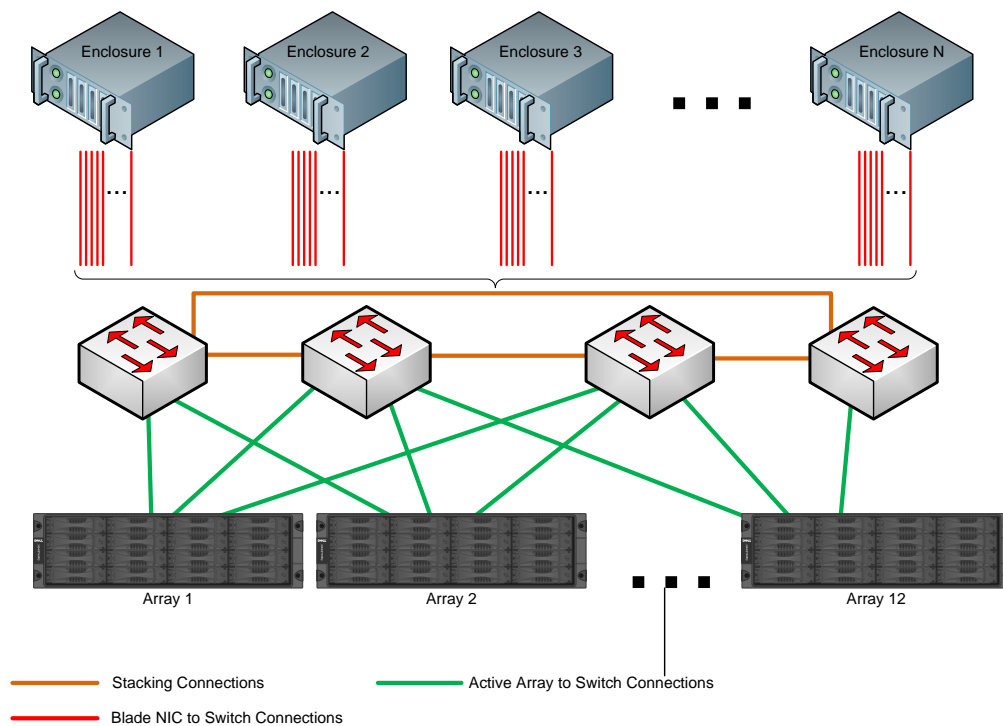 Enclosure 1
Enclosure 2
Enclosure 3
Enclosure N
...
...
...
...
Array 1
Array 2
Array 12
Stacking Connections
Active Array to Switch Connections
Blade NIC to Switch Connections